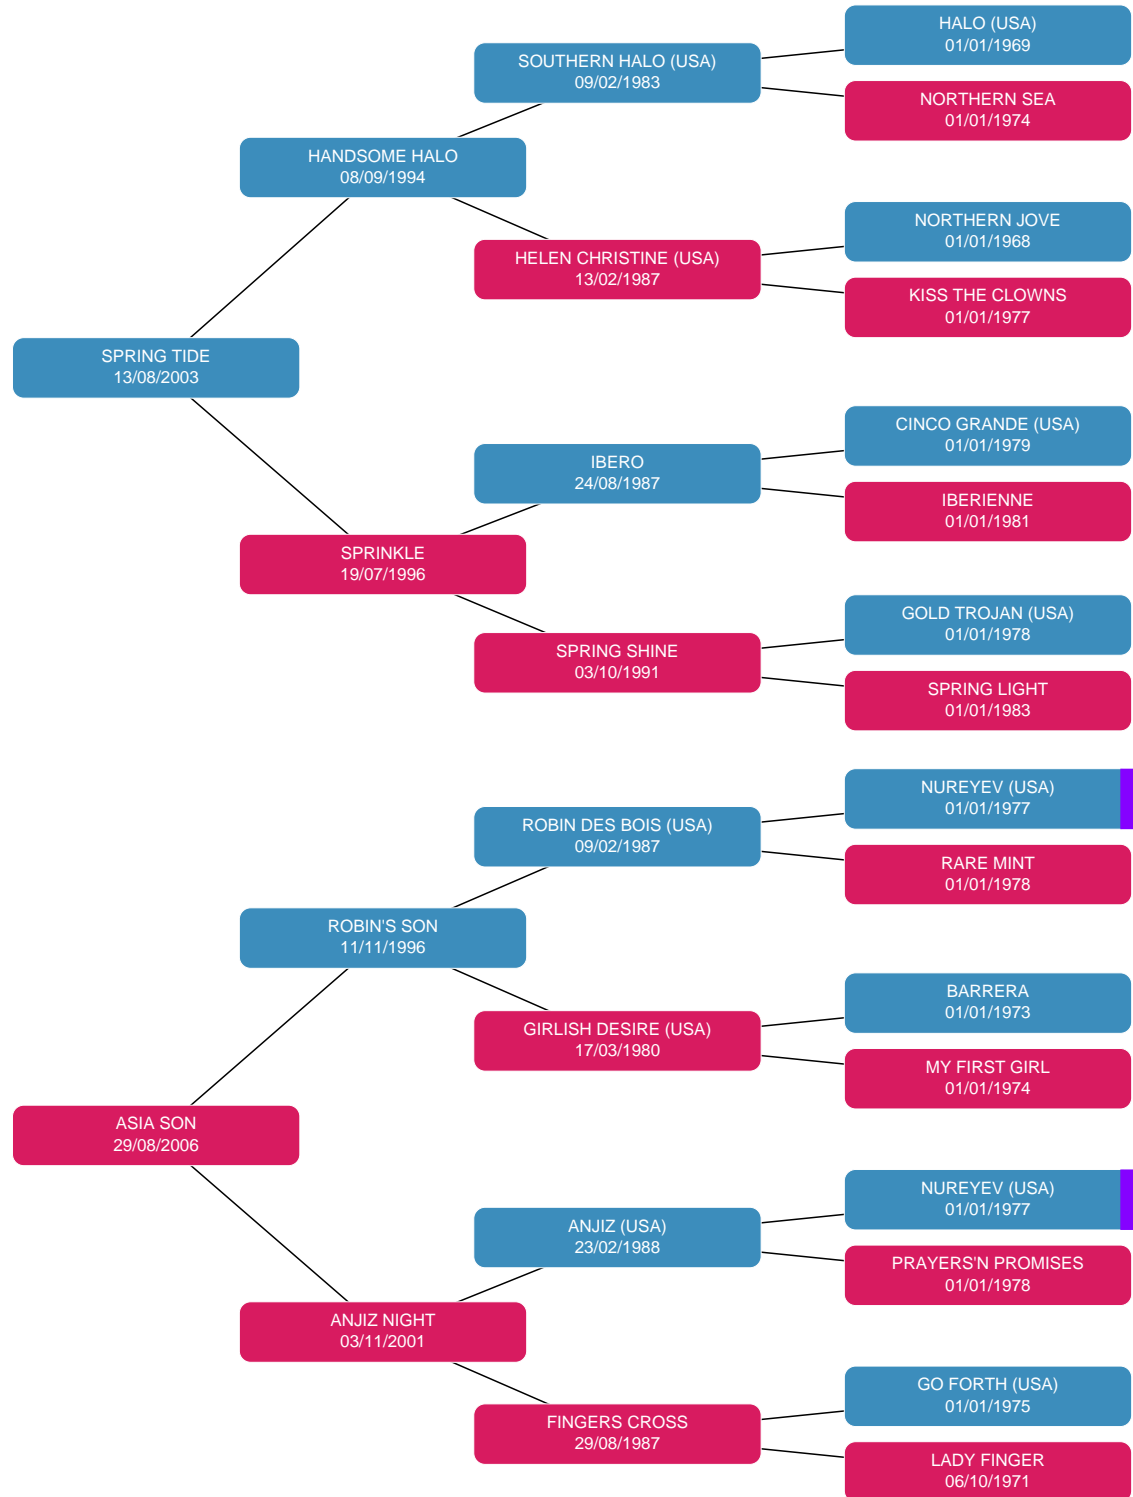 HALO (USA)
01/01/1969
SOUTHERN HALO (USA)
09/02/1983
NORTHERN SEA
01/01/1974
HANDSOME HALO
08/09/1994
NORTHERN JOVE
01/01/1968
HELEN CHRISTINE (USA)
13/02/1987
KISS THE CLOWNS
01/01/1977
SPRING TIDE
13/08/2003
CINCO GRANDE (USA)
01/01/1979
IBERO
24/08/1987
IBERIENNE
01/01/1981
SPRINKLE
19/07/1996
GOLD TROJAN (USA)
01/01/1978
SPRING SHINE
03/10/1991
SPRING LIGHT
01/01/1983
NUREYEV (USA)
01/01/1977
ROBIN DES BOIS (USA)
09/02/1987
RARE MINT
01/01/1978
ROBIN'S SON
11/11/1996
BARRERA
01/01/1973
GIRLISH DESIRE (USA)
17/03/1980
MY FIRST GIRL
01/01/1974
ASIA SON
29/08/2006
NUREYEV (USA)
01/01/1977
ANJIZ (USA)
23/02/1988
PRAYERS'N PROMISES
01/01/1978
ANJIZ NIGHT
03/11/2001
GO FORTH (USA)
01/01/1975
FINGERS CROSS
29/08/1987
LADY FINGER
06/10/1971